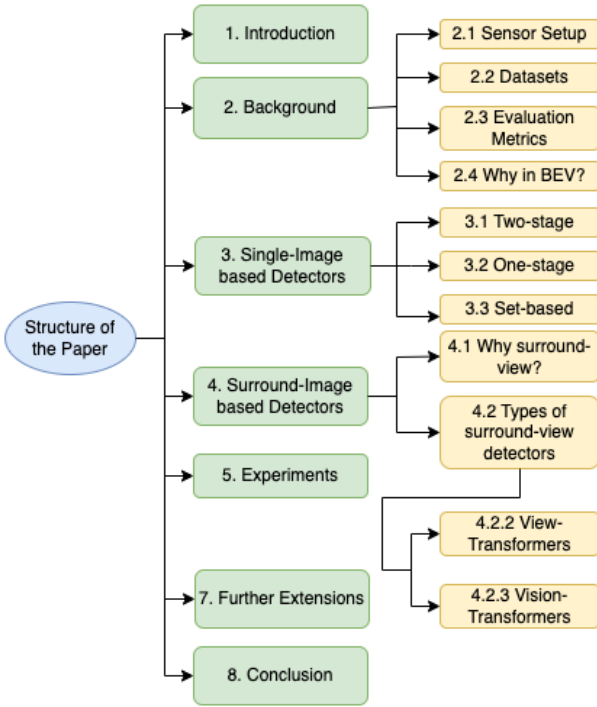 Structure of
the Paper
1. Introduction
2. Background
2.1 Sensor Setup
2.2 Datasets
2.3 Evaluation
Metrics
2.4 Why in BEV?
3. Single-Image
based Detectors
3.1 Two-stage
3.2 One-stage
3.3 Set-based
4. Surround-Image
based Detectors
4.1 Why surround-
view?
4.2 Types of
surround-view
detectors
4.2.2 View-
Transformers
4.2.3 Vision-
Transformers
5. Experiments
7. Further Extensions
8. Conclusion